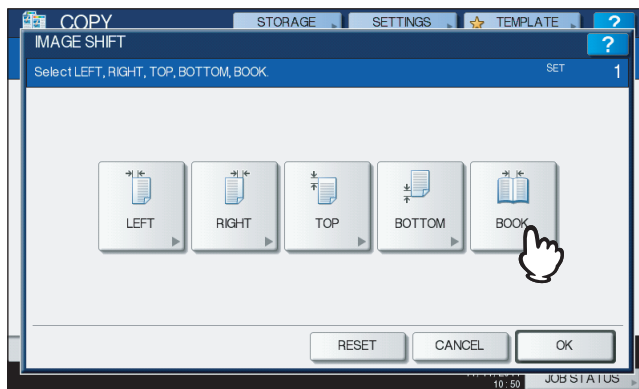 COPY STORAGE SETTINGS TEMPLATE ?
IMAGE SHIFT ?
Select LEFT, RIGHT, TOP, BOTTOM, BOOK. SET 1
LEFT RIGHT TOP BOTTOM BOOK
RESET CANCEL OK
10:50 JOB STATUS